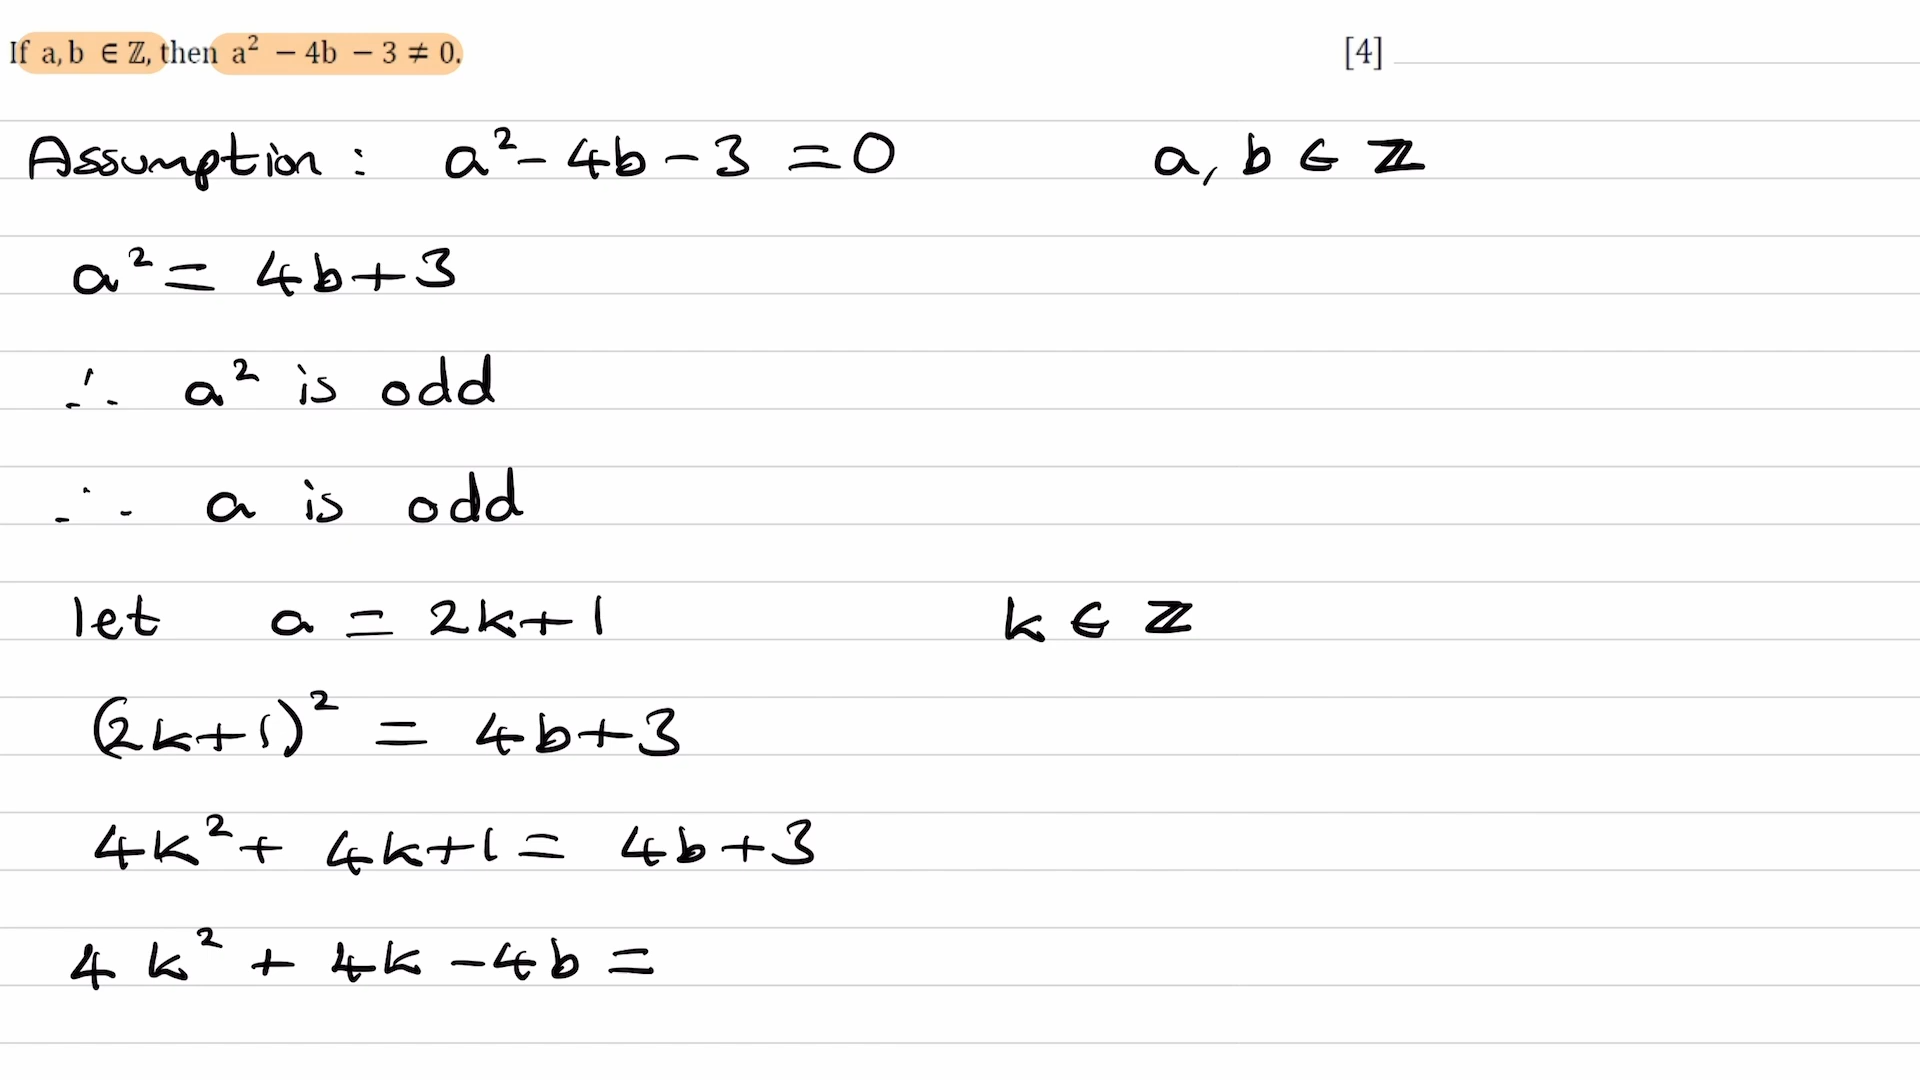 If a, b ∈ ℤ, then a² − 4b − 3 ≠ 0. [4]
Assumption: a² - 4b - 3 = 0 a, b ∈ ℤ
a² = 4b + 3
∴ a² is odd
∴ a is odd
let a = 2k + 1 k ∈ ℤ
(2k + 1)² = 4b + 3
4k² + 4k + 1 = 4b + 3
4k² + 4k - 4b =